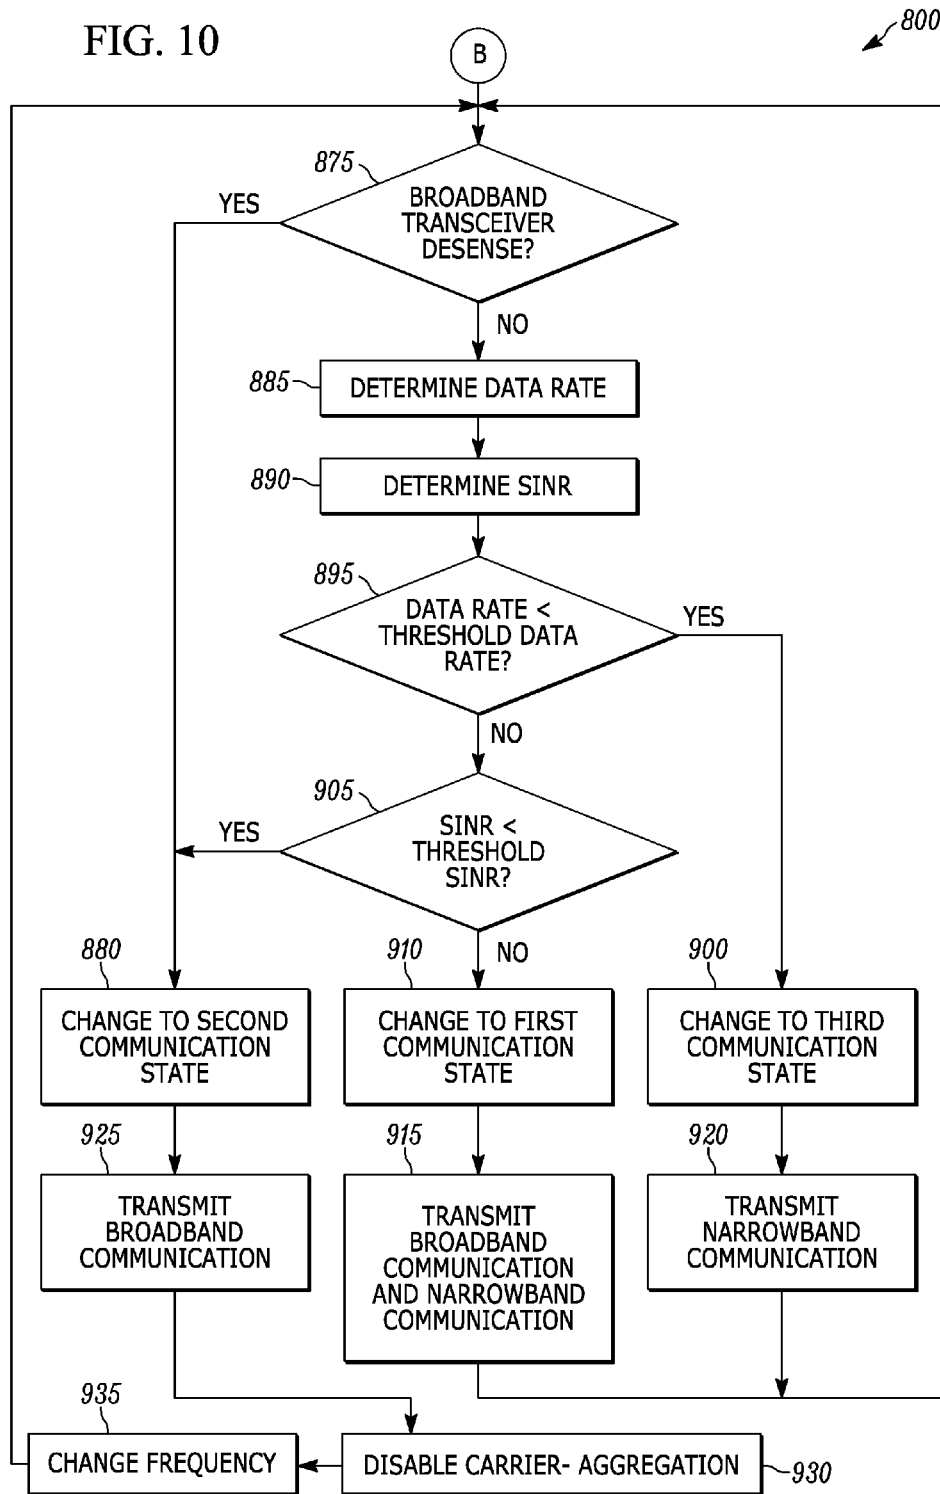 FIG. 10
800
B
875
YES
BROADBAND
TRANSCEIVER
DESENSE?
NO
885
DETERMINE DATA RATE
890
DETERMINE SINR
895
DATA RATE <
THRESHOLD DATA
RATE?
YES
NO
905
YES
SINR <
THRESHOLD
SINR?
NO
880
CHANGE TO SECOND
COMMUNICATION
STATE
910
CHANGE TO FIRST
COMMUNICATION
STATE
900
CHANGE TO THIRD
COMMUNICATION
STATE
925
TRANSMIT
BROADBAND
COMMUNICATION
915
TRANSMIT
BROADBAND
COMMUNICATION
AND NARROWBAND
COMMUNICATION
920
TRANSMIT
NARROWBAND
COMMUNICATION
935
CHANGE FREQUENCY
DISABLE CARRIER- AGGREGATION
930